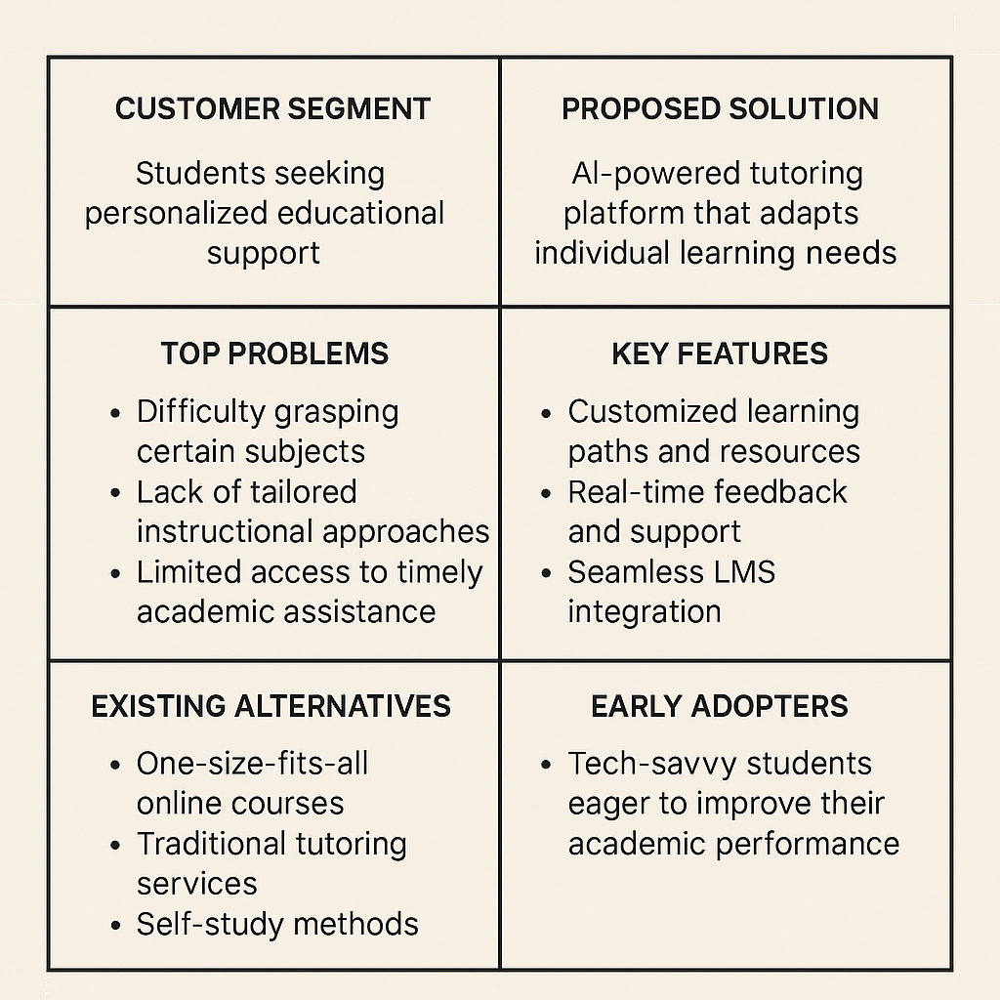 CUSTOMER SEGMENT
Students seeking
personalized educational
support
PROPOSED SOLUTION
AI-powered tutoring
platform that adapts
individual learning needs
TOP PROBLEMS
• Difficulty grasping
certain subjects
• Lack of tailored
instructional approaches
• Limited access to timely
academic assistance
KEY FEATURES
• Customized learning
paths and resources
• Real-time feedback
and support
• Seamless LMS
integration
EXISTING ALTERNATIVES
• One-size-fits-all
online courses
• Traditional tutoring
services
• Self-study methods
EARLY ADOPTERS
• Tech-savvy students
eager to improve their
academic performance